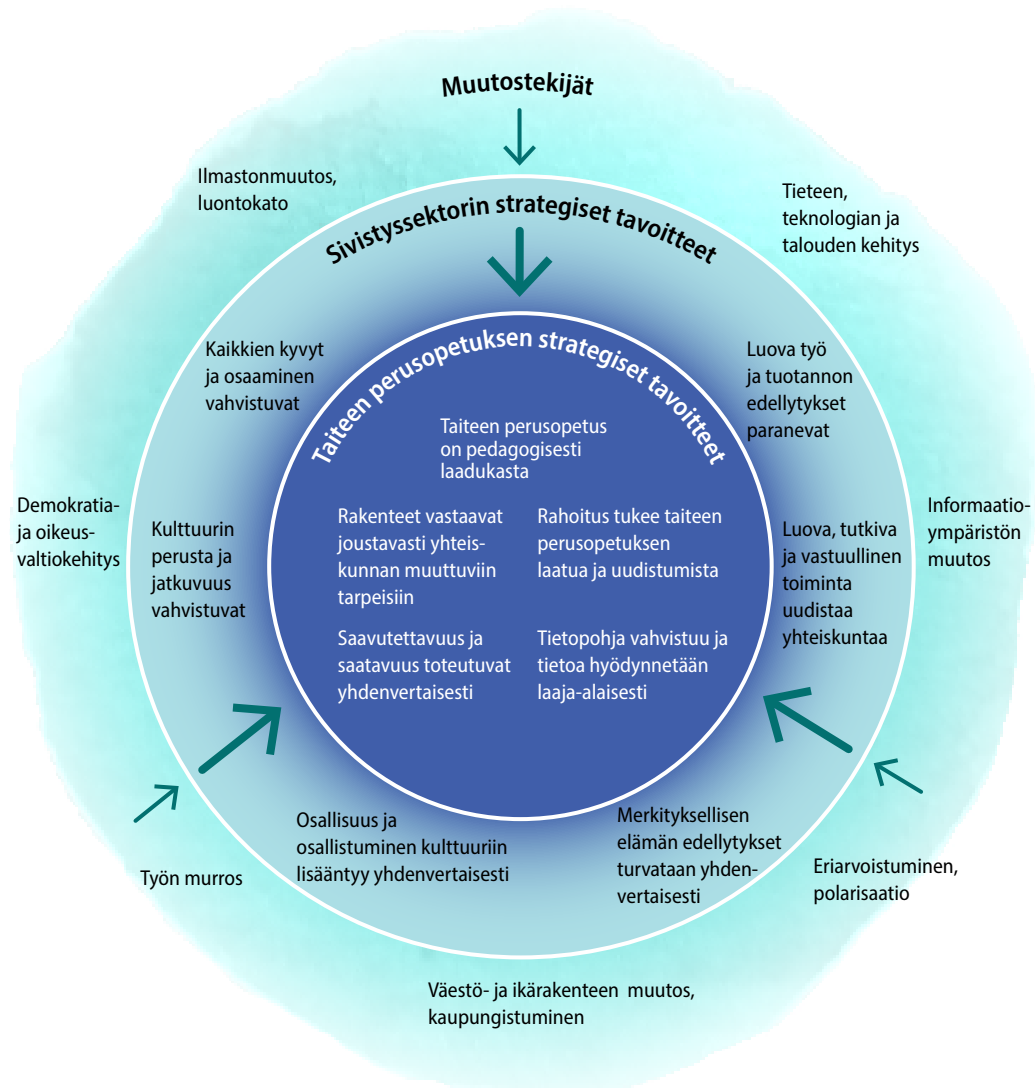 Muutostekijät
Ilmastonmuutos,
luontokato
Tieteen,
teknologian ja
talouden kehitys
Sivistyssektorin strategiset tavoitteet
Kaikkien kyvyt
ja osaaminen
vahvistuvat
Luova työ
ja tuotannon
edellytykset
paranevat
Taiteen perusopetuksen strategiset tavoitteet
Taiteen perusopetus
on pedagogisesti
laadukasta
Demokratia-
ja oikeus-
valtiokehitys
Kulttuurin
perusta ja
jatkuvuus
vahvistuvat
Rakenteet vastaavat
joustavasti yhteis-
kunnan muuttuviin
tarpeisiin
Rahoitus tukee taiteen
perusopetuksen
laatua ja uudistumista
Luova, tutkiva
ja vastuullinen
toiminta
uudistaa
yhteiskuntaa
Informaatio-
ympäristön
muutos
Saavutettavuus ja
saatavuus toteutuvat
yhdenvertaisesti
Tietopohja vahvistuu ja
tietoa hyödynnetään
laaja-alaisesti
Osallisuus ja
osallistuminen kulttuuriin
lisääntyy yhdenvertaisesti
Merkityksellisen
elämän edellytykset
turvataan yhden-
vertaisesti
Työn murros
Eriarvoistuminen,
polarisaatio
Väestö- ja ikärakenteen muutos,
kaupungistuminen